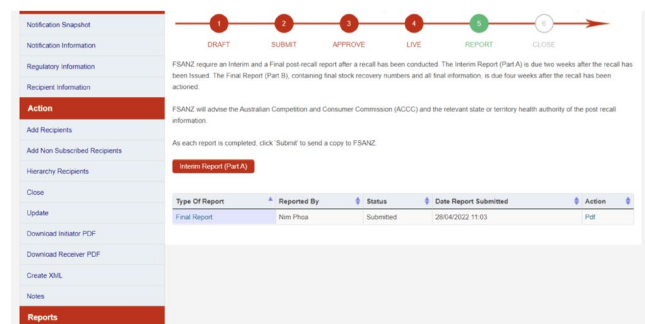 Notification Snapshot
Notification Information
Regulatory Information
Recipient Information
Action
Add Recipients
Add Non Subscribed Recipients
Hierarchy Recipients
Close
Update
Download Initiator PDF
Download Receiver PDF
Create XML
Notes
Reports
1 2 3 4 5 6
DRAFT SUBMIT APPROVE LIVE REPORT CLOSE
FSANZ require an Interim and a Final post-recall report after a recall has been conducted. The Interim Report (Part A) is due two weeks after the recall has
been Issued. The Final Report (Part B), containing final stock recovery numbers and all final information, is due four weeks after the recall has been
actioned.
FSANZ will advise the Australian Competition and Consumer Commission (ACCC) and the relevant state or territory health authority of the post recall
information.
As each report is completed, click 'Submit' to send a copy to FSANZ.
Interim Report (Part A)
Type Of Report Reported By Status Date Report Submitted Action
Final Report Nim Phoa Submitted 28/04/2022 11:03 Pdf